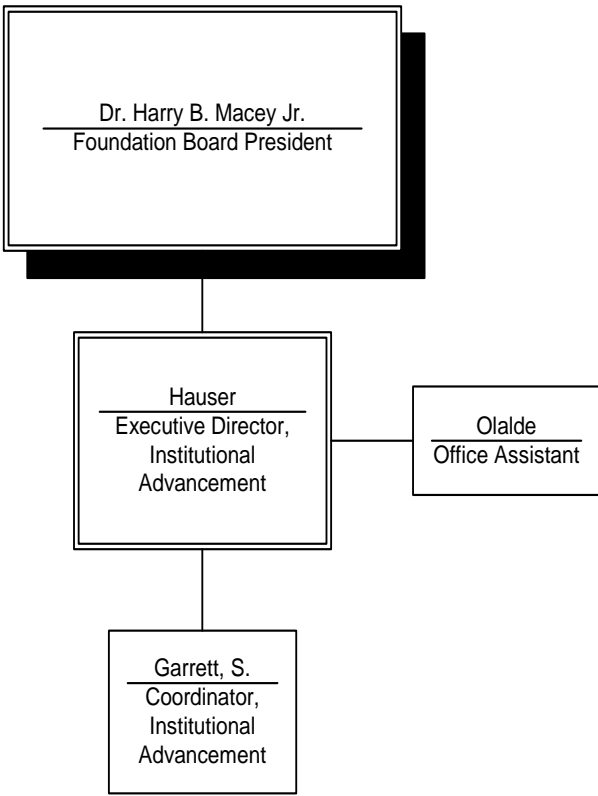 Dr. Harry B. Macey Jr.
Foundation Board President
Hauser
Executive Director,
Institutional
Advancement
Olalde
Office Assistant
Garrett, S.
Coordinator,
Institutional
Advancement